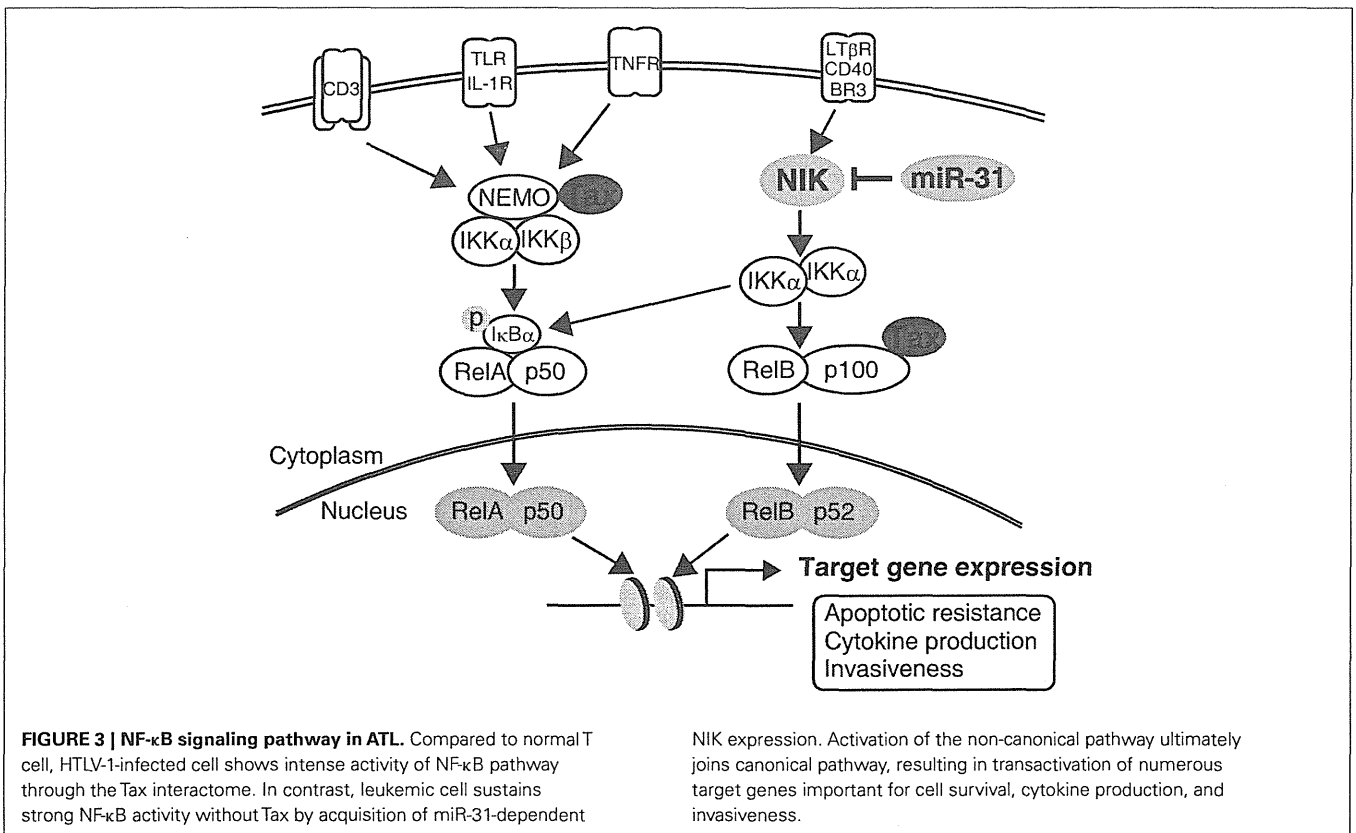 CD3
TLR
IL-1R
TNFR
LTβR
CD40
BR3
NEMO
Tax
NIK
miR-31
IKKα
IKKβ
IKKα
IKKα
p
IκBα
RelA
p50
Tax
RelB
p100
Cytoplasm
Nucleus
RelA
p50
RelB
p52
Target gene expression
Apoptotic resistance
Cytokine production
Invasiveness
FIGURE 3 | NF-κB signaling pathway in ATL. Compared to normal T
cell, HTLV-1-infected cell shows intense activity of NF-κB pathway
through the Tax interactome. In contrast, leukemic cell sustains
strong NF-κB activity without Tax by acquisition of miR-31-dependent
NIK expression. Activation of the non-canonical pathway ultimately
joins canonical pathway, resulting in transactivation of numerous
target genes important for cell survival, cytokine production, and
invasiveness.